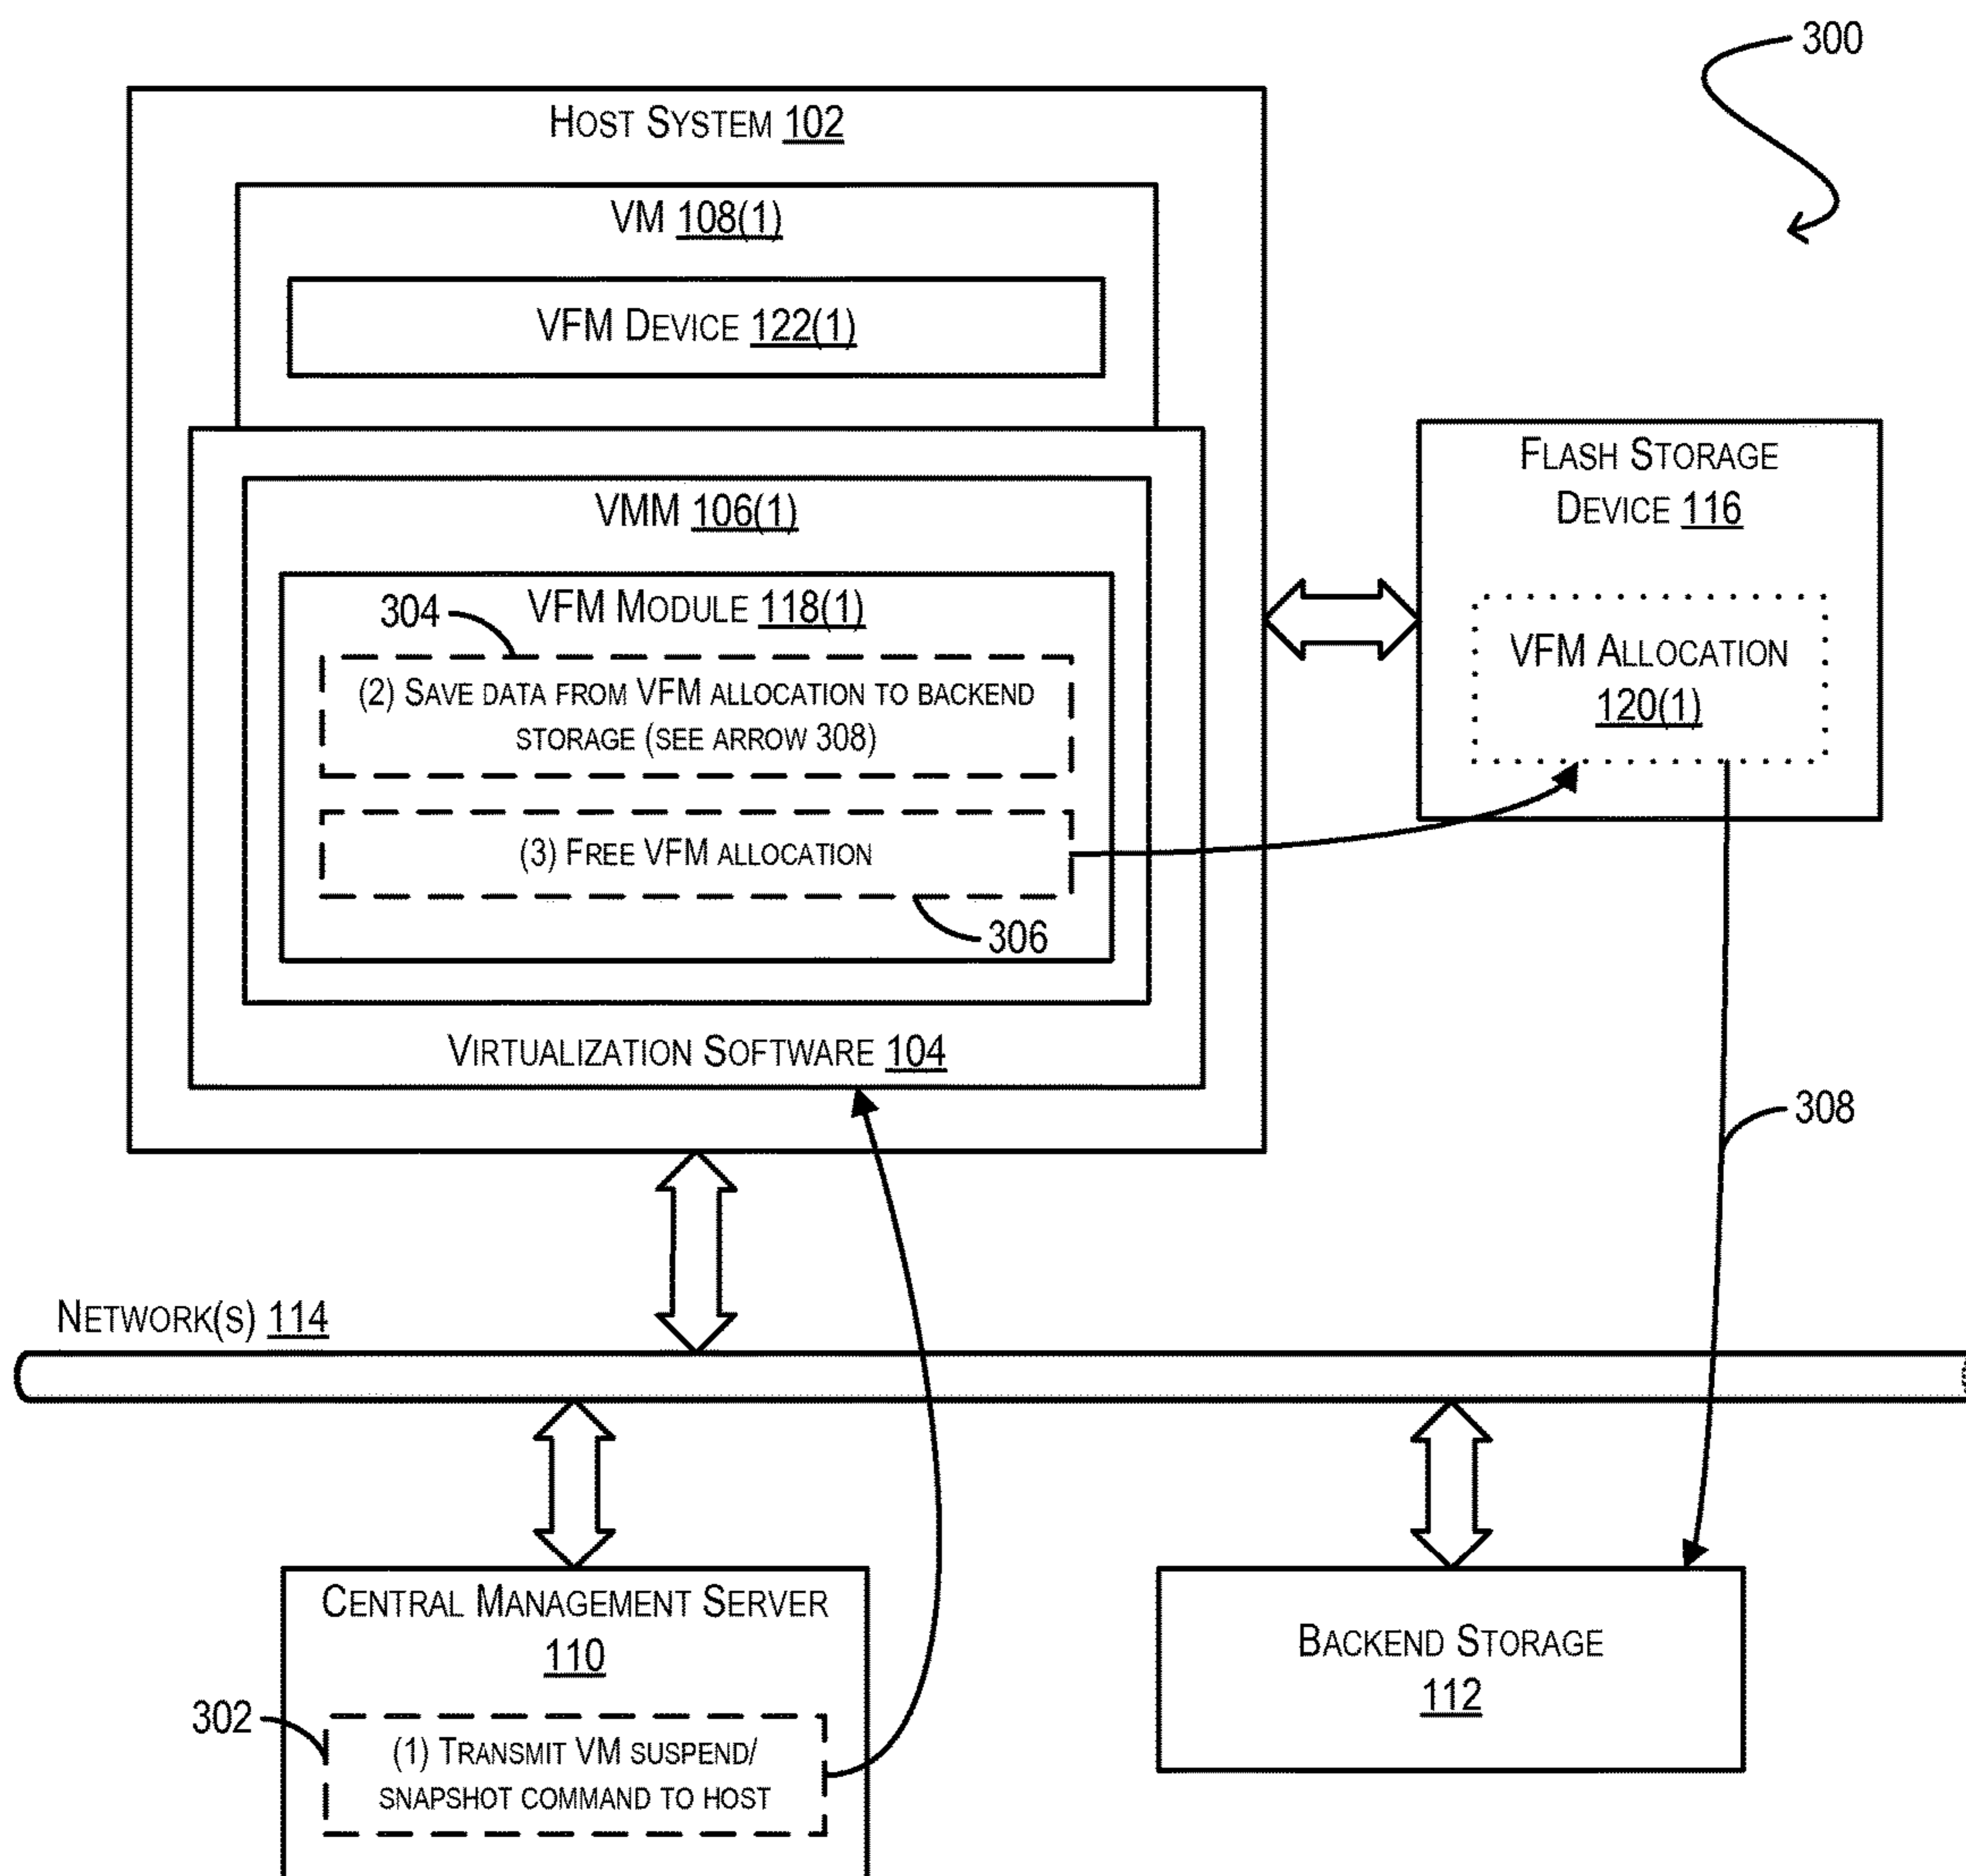 300
HOST SYSTEM 102
VM 108(1)
VFM DEVICE 122(1)
FLASH STORAGE
DEVICE 116
VMM 106(1)
VFM MODULE 118(1)
304
(2) SAVE DATA FROM VFM ALLOCATION TO BACKEND
STORAGE (SEE ARROW 308)
VFM ALLOCATION
120(1)
(3) FREE VFM ALLOCATION
306
VIRTUALIZATION SOFTWARE 104
308
NETWORK(S) 114
CENTRAL MANAGEMENT SERVER
110
302
(1) TRANSMIT VM SUSPEND/
SNAPSHOT COMMAND TO HOST
BACKEND STORAGE
112